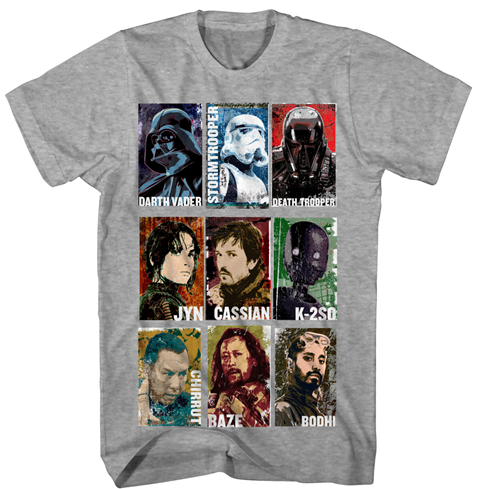 DARTH VADER
STORMTROOPER
DEATH TROOPER
JYN
CASSIAN
K-2SO
CHIRRUT
BAZE
BODHI